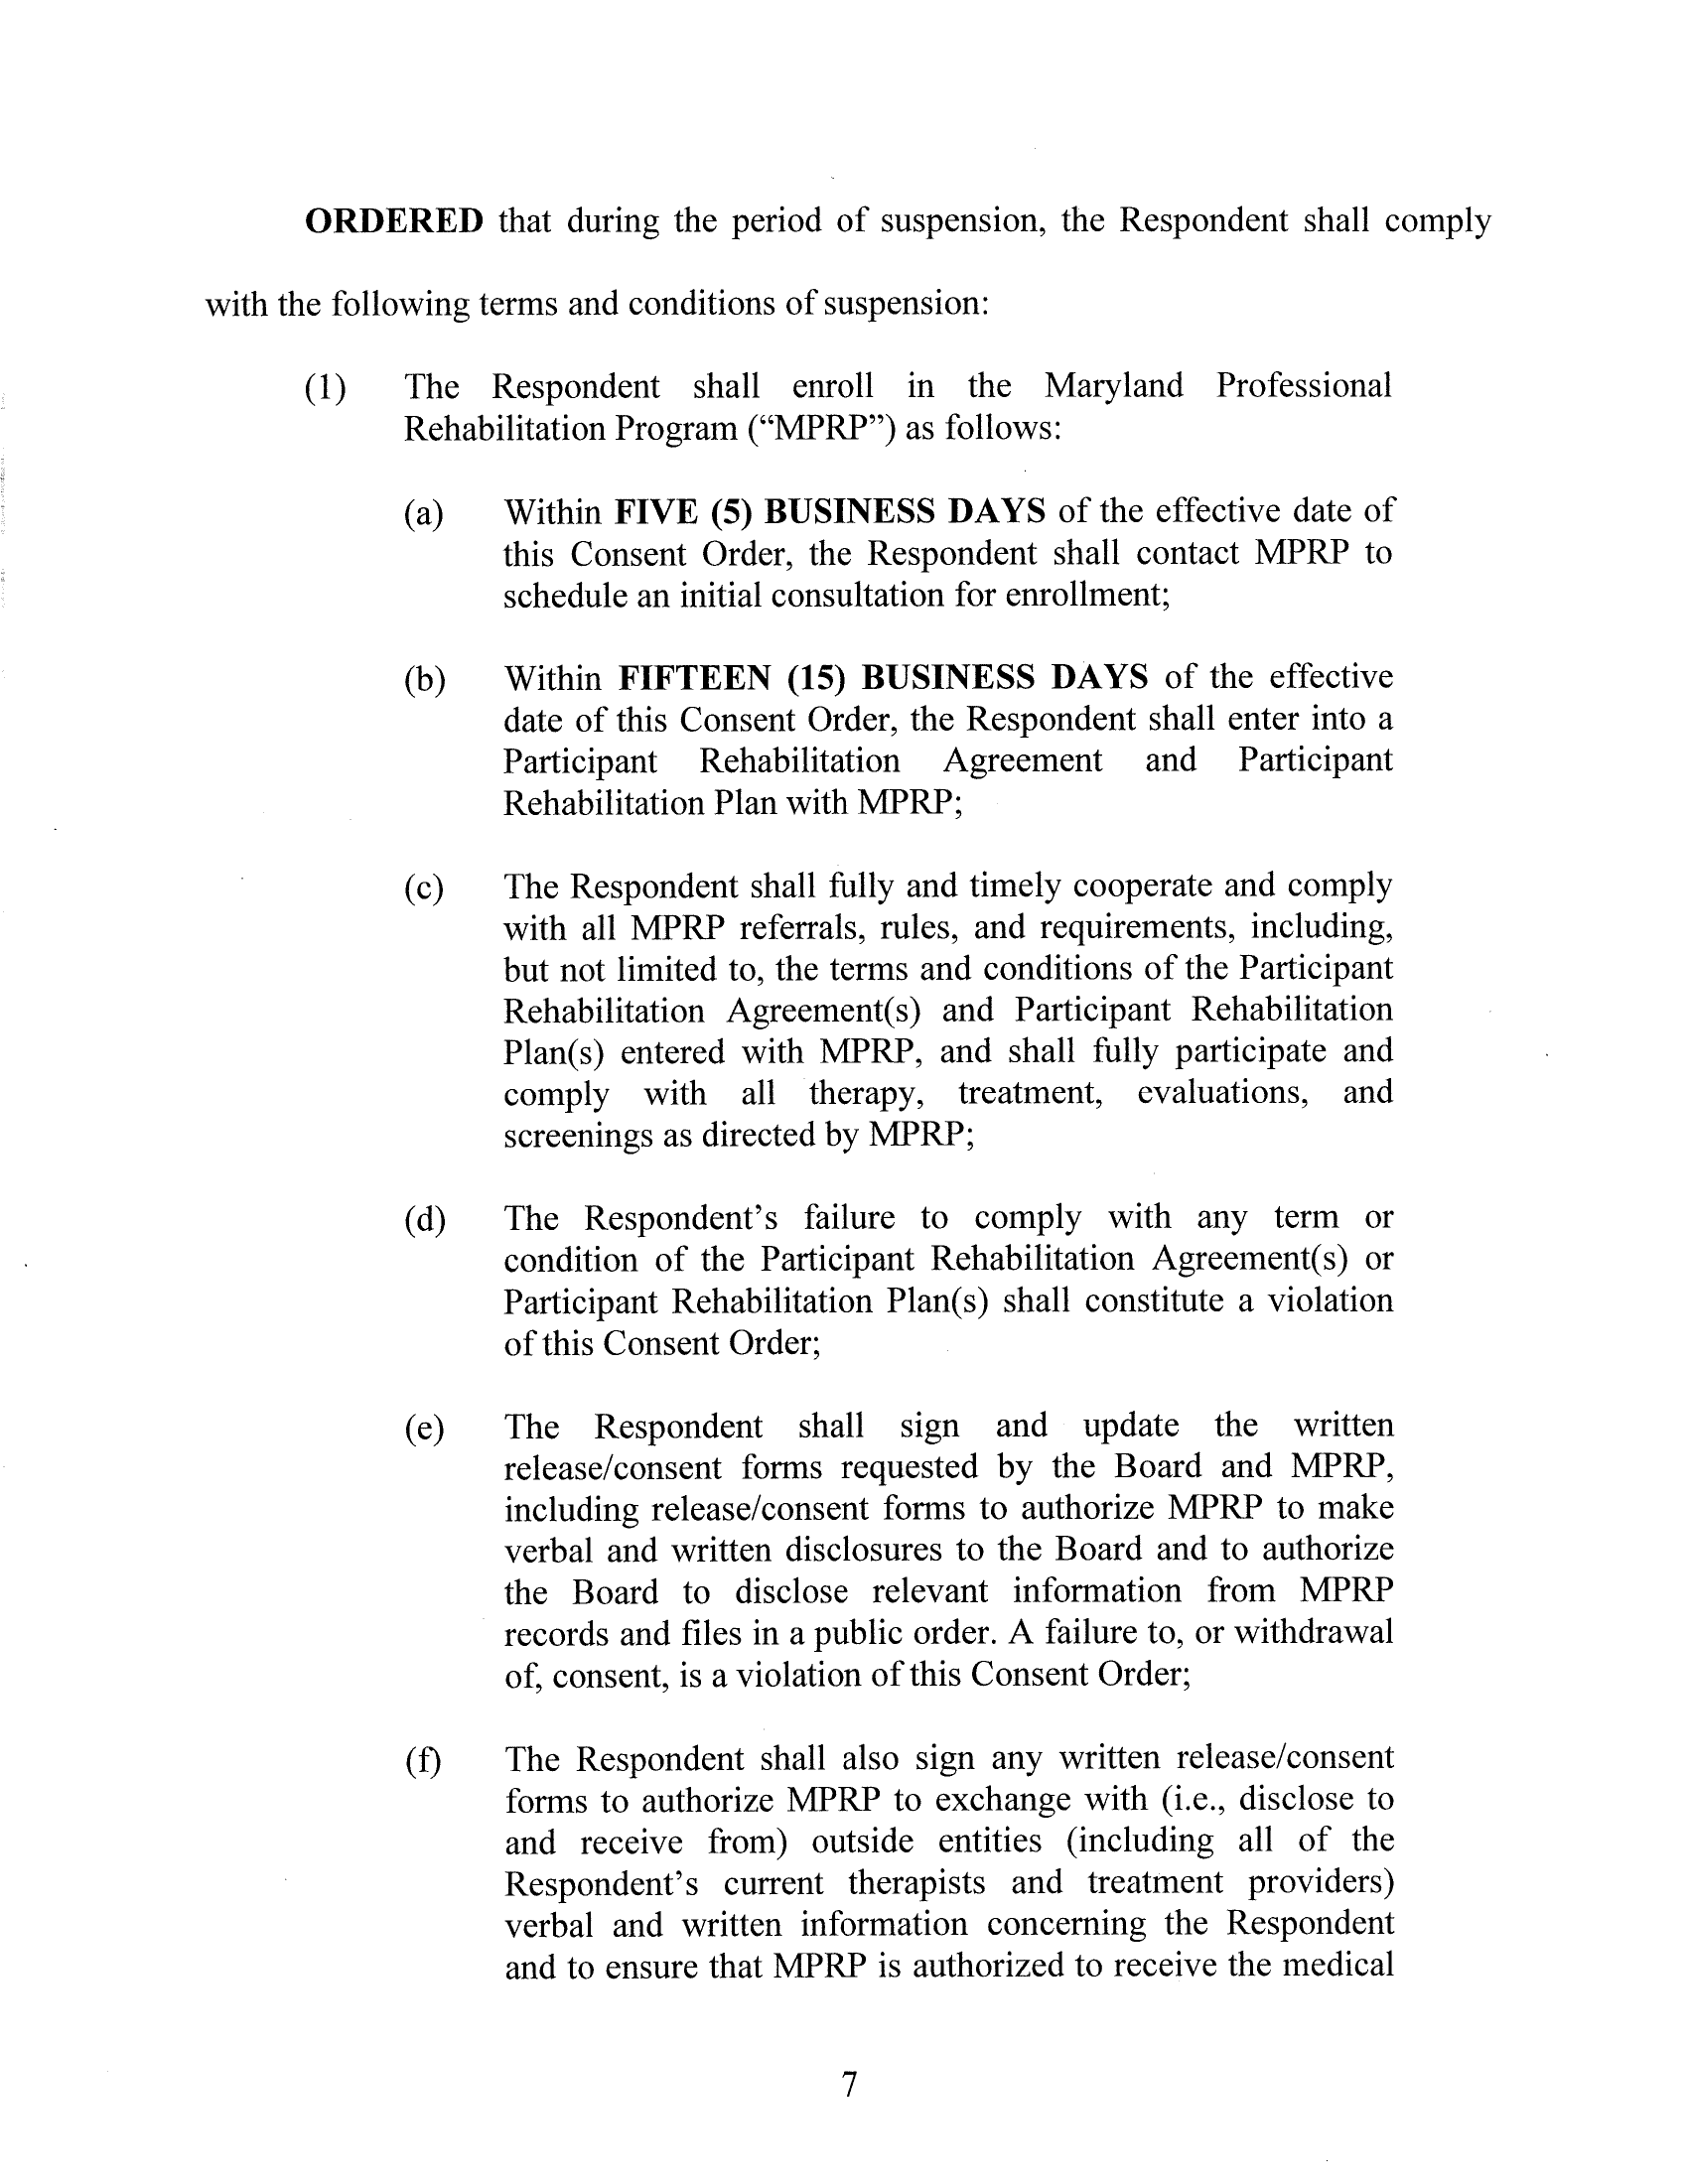 ORDERED that during the period of suspension, the Respondent shall comply
with the following terms and conditions of suspension:
(1) The Respondent shall enroll in the Maryland Professional
Rehabilitation Program (“MPRP”) as follows:
(a) Within FIVE (5) BUSINESS DAYS of the effective date of
this Consent Order, the Respondent shall contact MPRP to
schedule an initial consultation for enrollment;
(b) Within FIFTEEN (15) BUSINESS DAYS of the effective
date of this Consent Order, the Respondent shall enter into a
Participant Rehabilitation Agreement and Participant
Rehabilitation Plan with MPRP;
(c) The Respondent shall fully and timely cooperate and comply
with all MPRP referrals, rules, and requirements, including,
but not limited to, the terms and conditions of the Participant
Rehabilitation Agreement(s) and Participant Rehabilitation
Plan(s) entered with MPRP, and shall fully participate and
comply with all therapy, treatment, evaluations, and
screenings as directed by MPRP;
(d) The Respondent’s failure to comply with any term or
condition of the Participant Rehabilitation Agreement(s) or
Participant Rehabilitation Plan(s) shall constitute a violation
of this Consent Order;
(e) The Respondent shall sign and update the written
release/consent forms requested by the Board and MPRP,
including release/consent forms to authorize MPRP to make
verbal and written disclosures to the Board and to authorize
the Board to disclose relevant information from MPRP
records and files in a public order. A failure to, or withdrawal
of, consent, is a violation of this Consent Order;
(f) The Respondent shall also sign any written release/consent
forms to authorize MPRP to exchange with (i.e., disclose to
and receive from) outside entities (including all of the
Respondent’s current therapists and treatment providers)
verbal and written information concerning the Respondent
and to ensure that MPRP is authorized to receive the medical
7